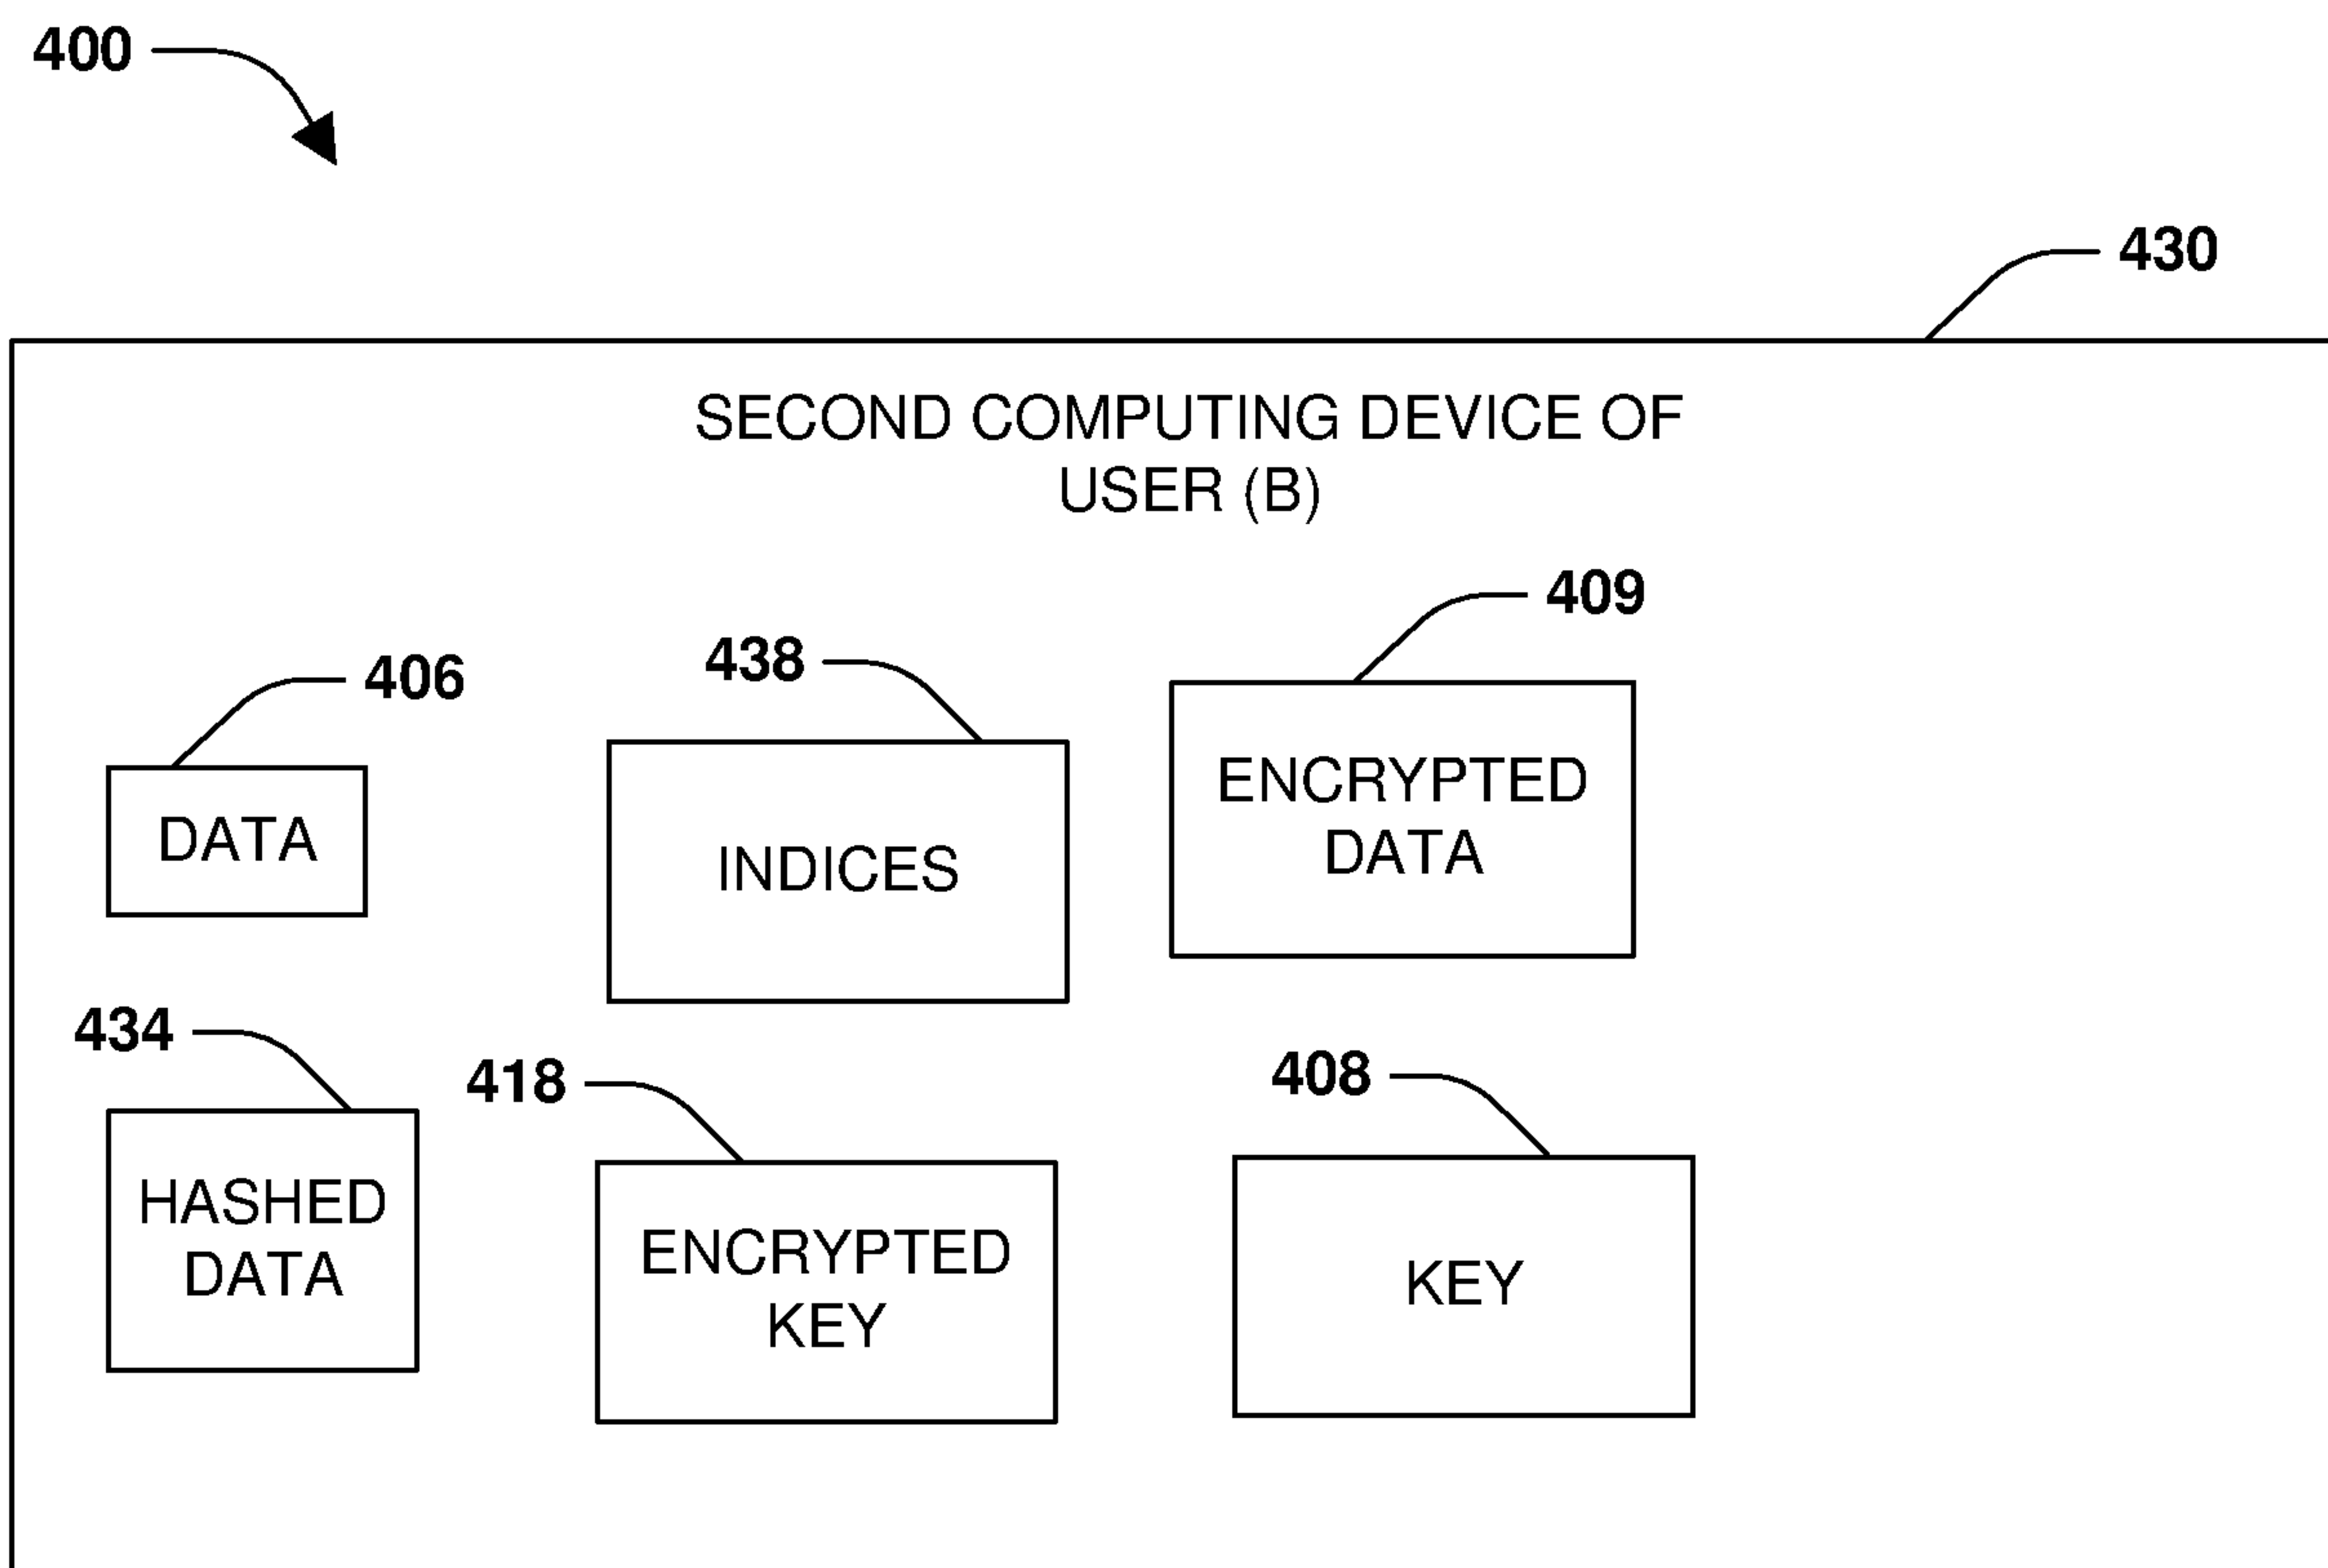 400
430
SECOND COMPUTING DEVICE OF
USER (B)
409
438
406
ENCRYPTED
DATA
DATA
INDICES
434
418
408
HASHED
DATA
ENCRYPTED
KEY
KEY